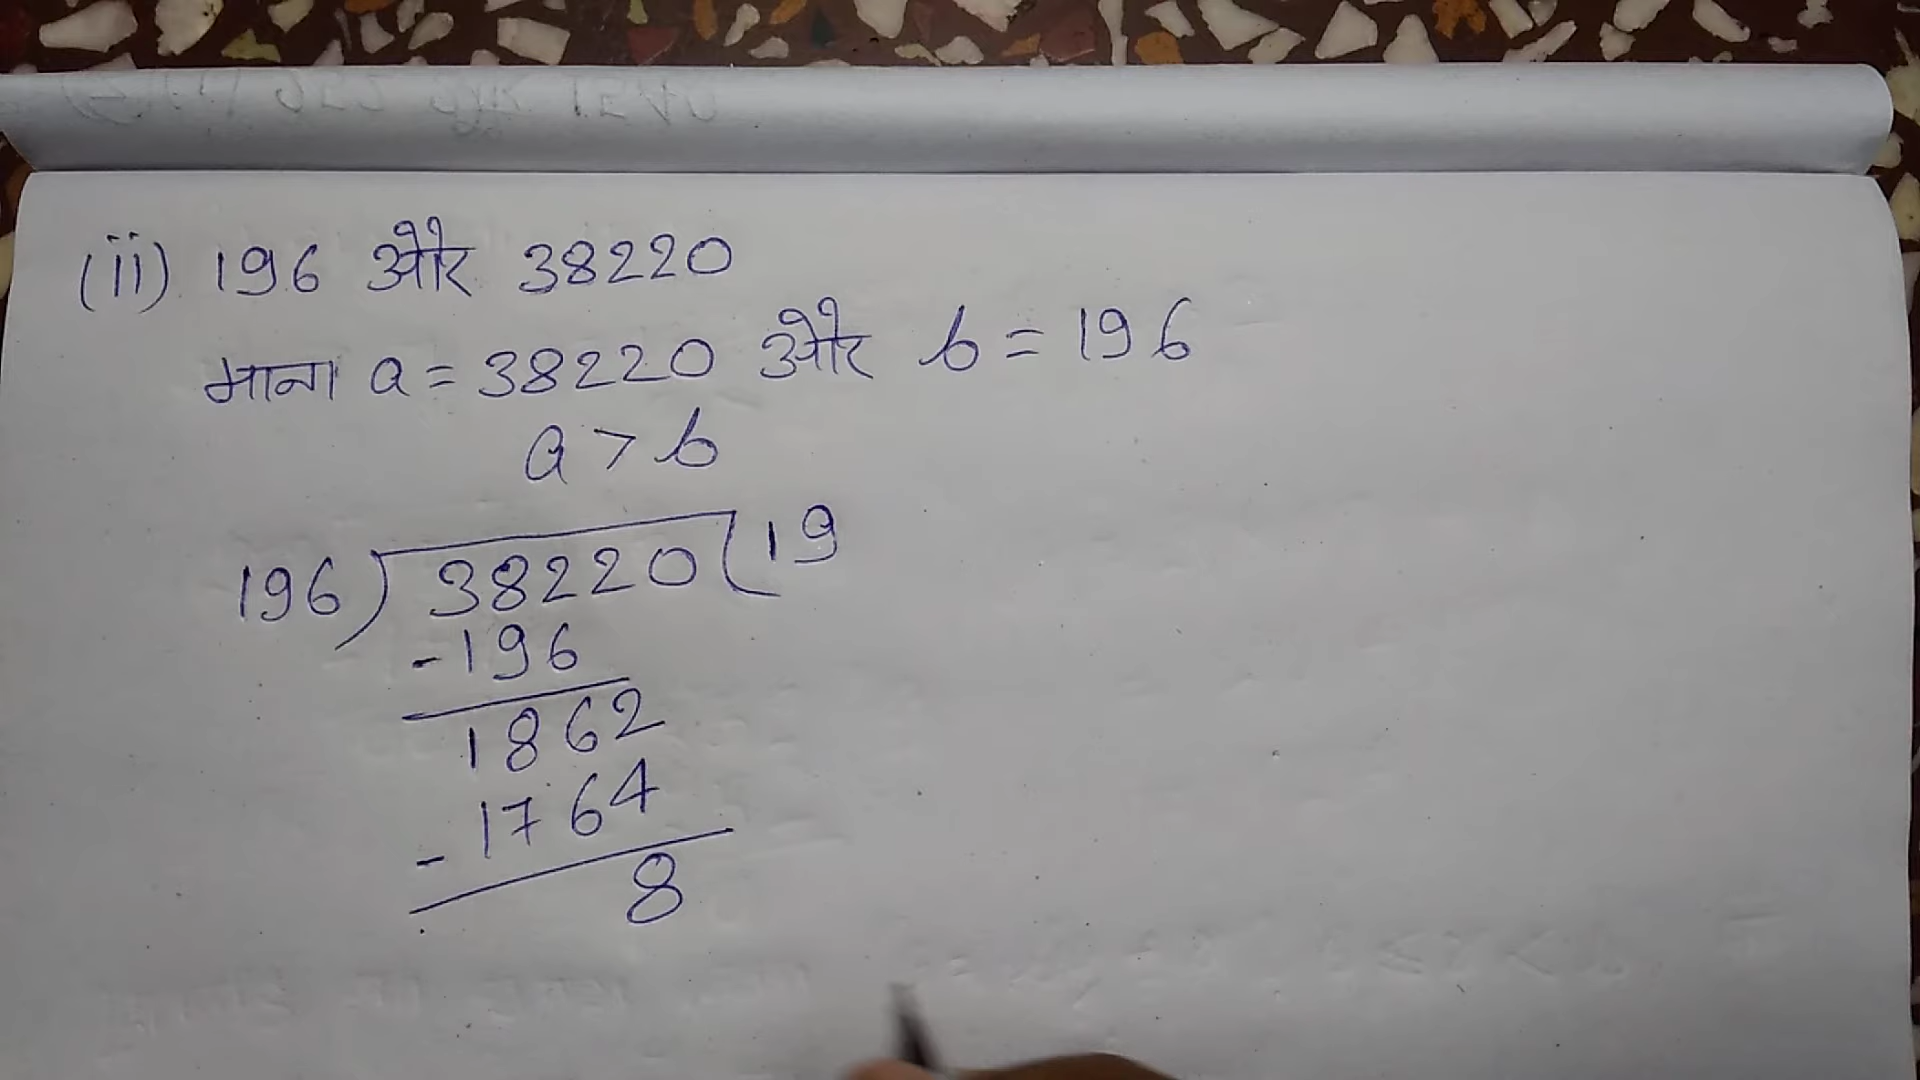 (ii) 196 और 38220
माना a = 38220 और b = 196
a > b
196 ) 38220 ( 19
-196
1862
- 1764
8